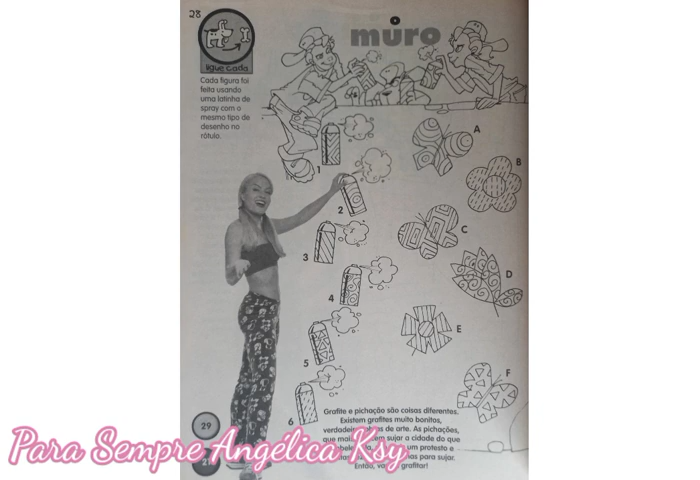 28
o
muro
ligue cada
Cada figura foi
feita usando
uma latinha de
spray com o
mesmo tipo de
desenho no
rótulo.
1
2
3
4
5
6
A
B
C
D
E
F
Grafite e pichação são coisas diferentes.
Existem grafites muito bonitos,
de arte. As pichações,
que sujar a cidade do que
um protesto e
para sujar.
Então, grafitar!
29
Para Sempre Angélica Ksy